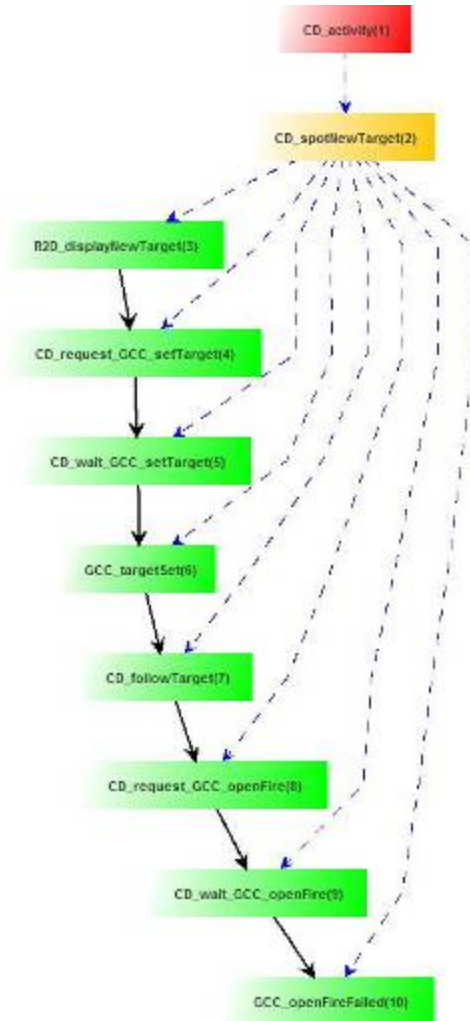 CD_activity(1)
CD_spotNewTarget(2)
R2D_displayNewTarget(3)
CD_request_GCC_setTarget(4)
CD_wait_GCC_setTarget(5)
GCC_targetSet(6)
CD_followTarget(7)
CD_request_GCC_openFire(8)
CD_wait_GCC_openFire(9)
GCC_openFireFailed(10)